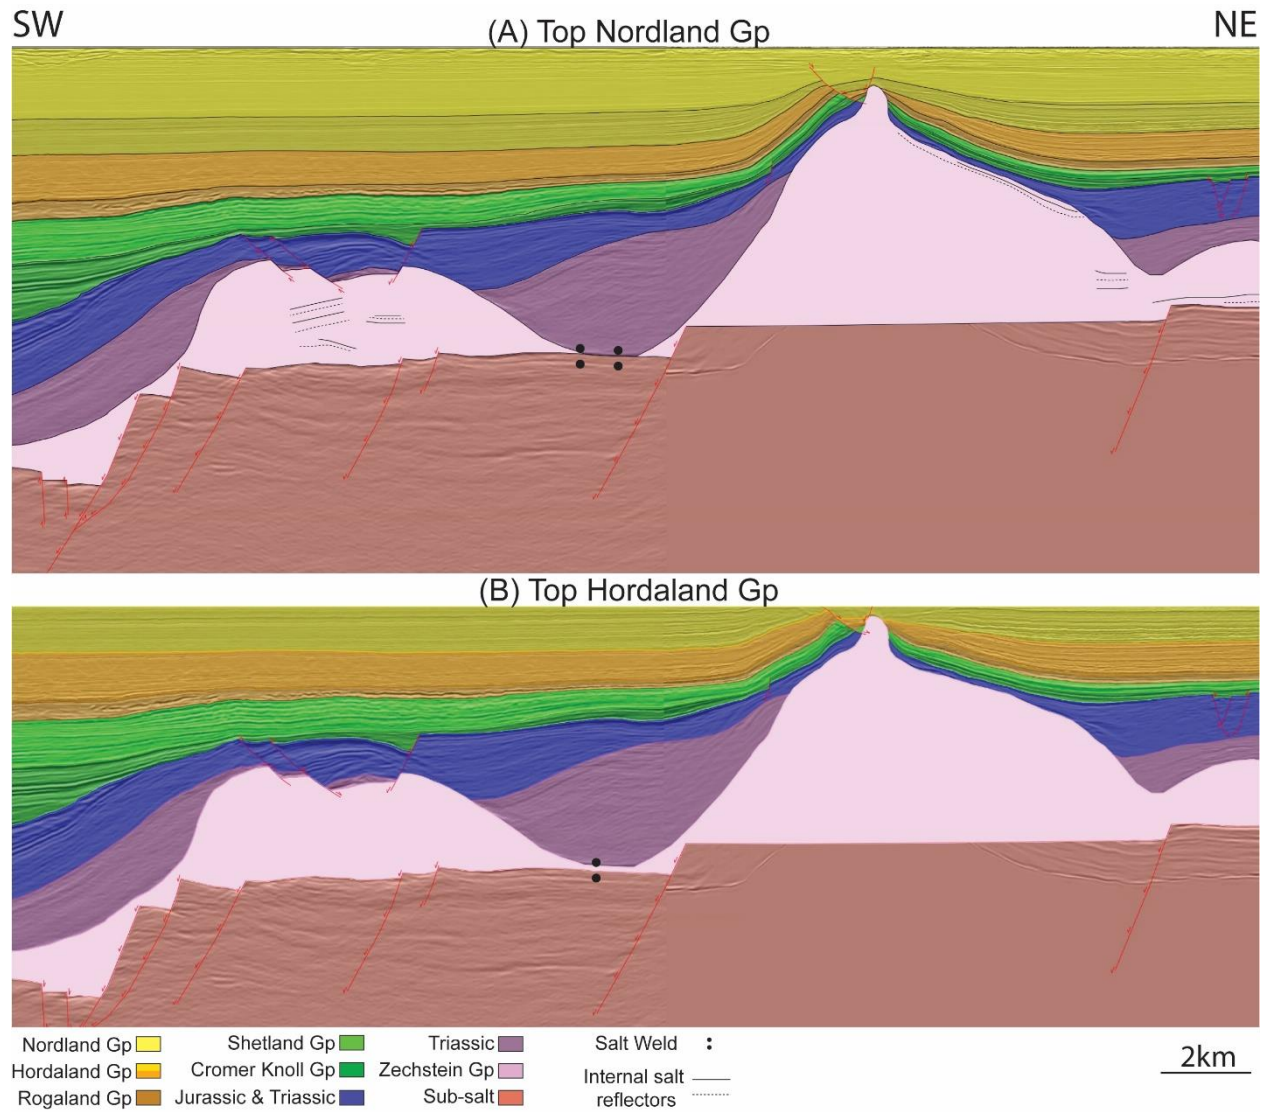 SW
(A) Top Nordland Gp
NE
(B) Top Hordaland Gp
Nordland Gp
Shetland Gp
Triassic
Salt Weld
Hordaland Gp
Cromer Knoll Gp
Zechstein Gp
Internal salt
reflectors
Rogaland Gp
Jurassic & Triassic
Sub-salt
2km